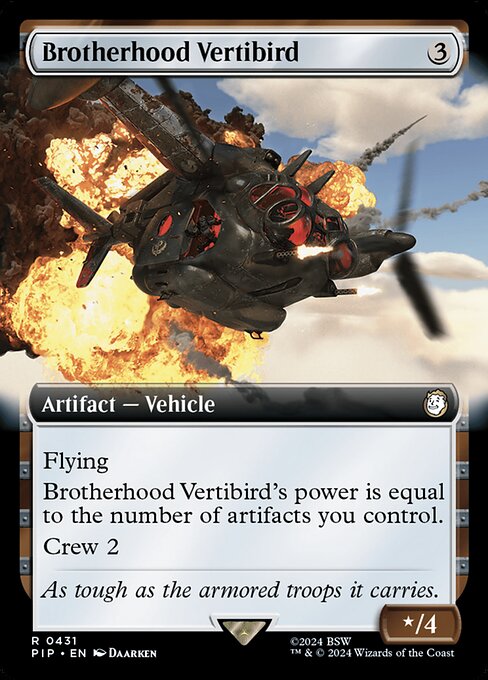 Brotherhood Vertibird 3
Artifact — Vehicle
Flying
Brotherhood Vertibird's power is equal
to the number of artifacts you control.
Crew 2
As tough as the armored troops it carries.
*/4
R 0431
PIP • EN Daarken
©2024 BSW
™ & © 2024 Wizards of the Coast